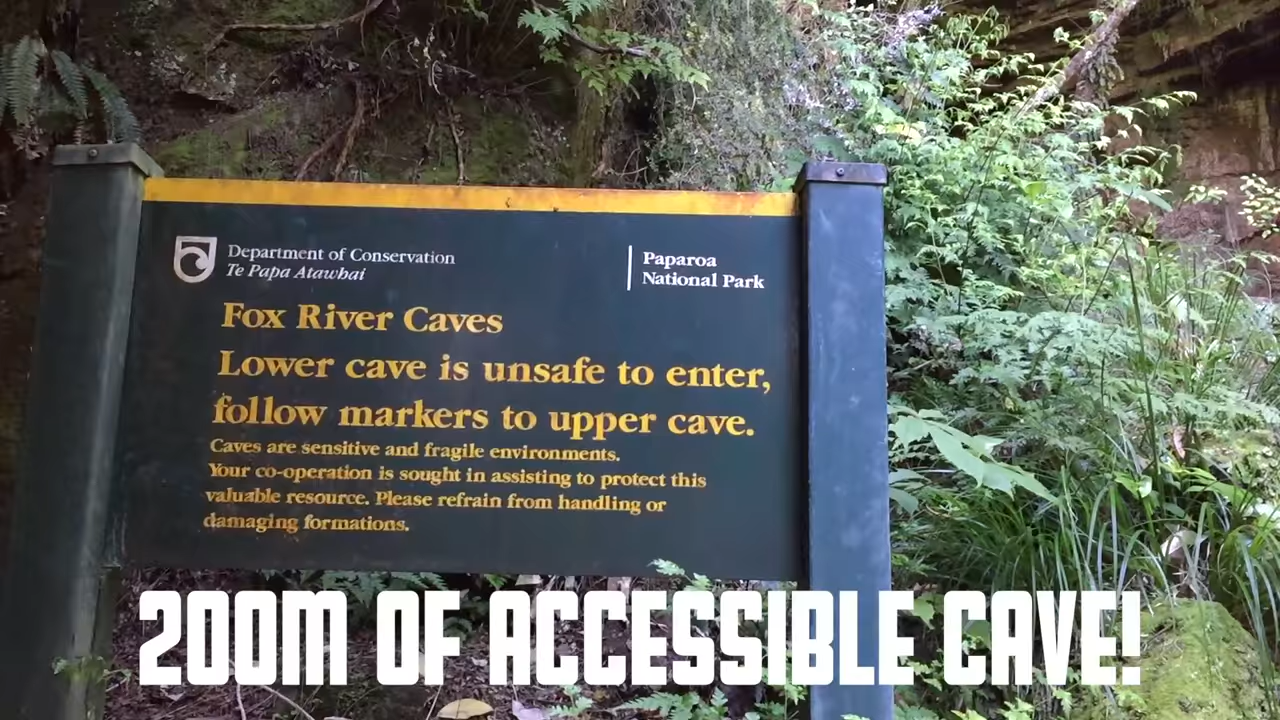 Department of Conservation
Te Papa Atawhai
Paparoa
National Park
Fox River Caves
Lower cave is unsafe to enter,
follow markers to upper cave.
Caves are sensitive and fragile environments.
Your co-operation is sought in assisting to protect this
valuable resource. Please refrain from handling or
damaging formations.
200M OF ACCESSIBLE CAVE!